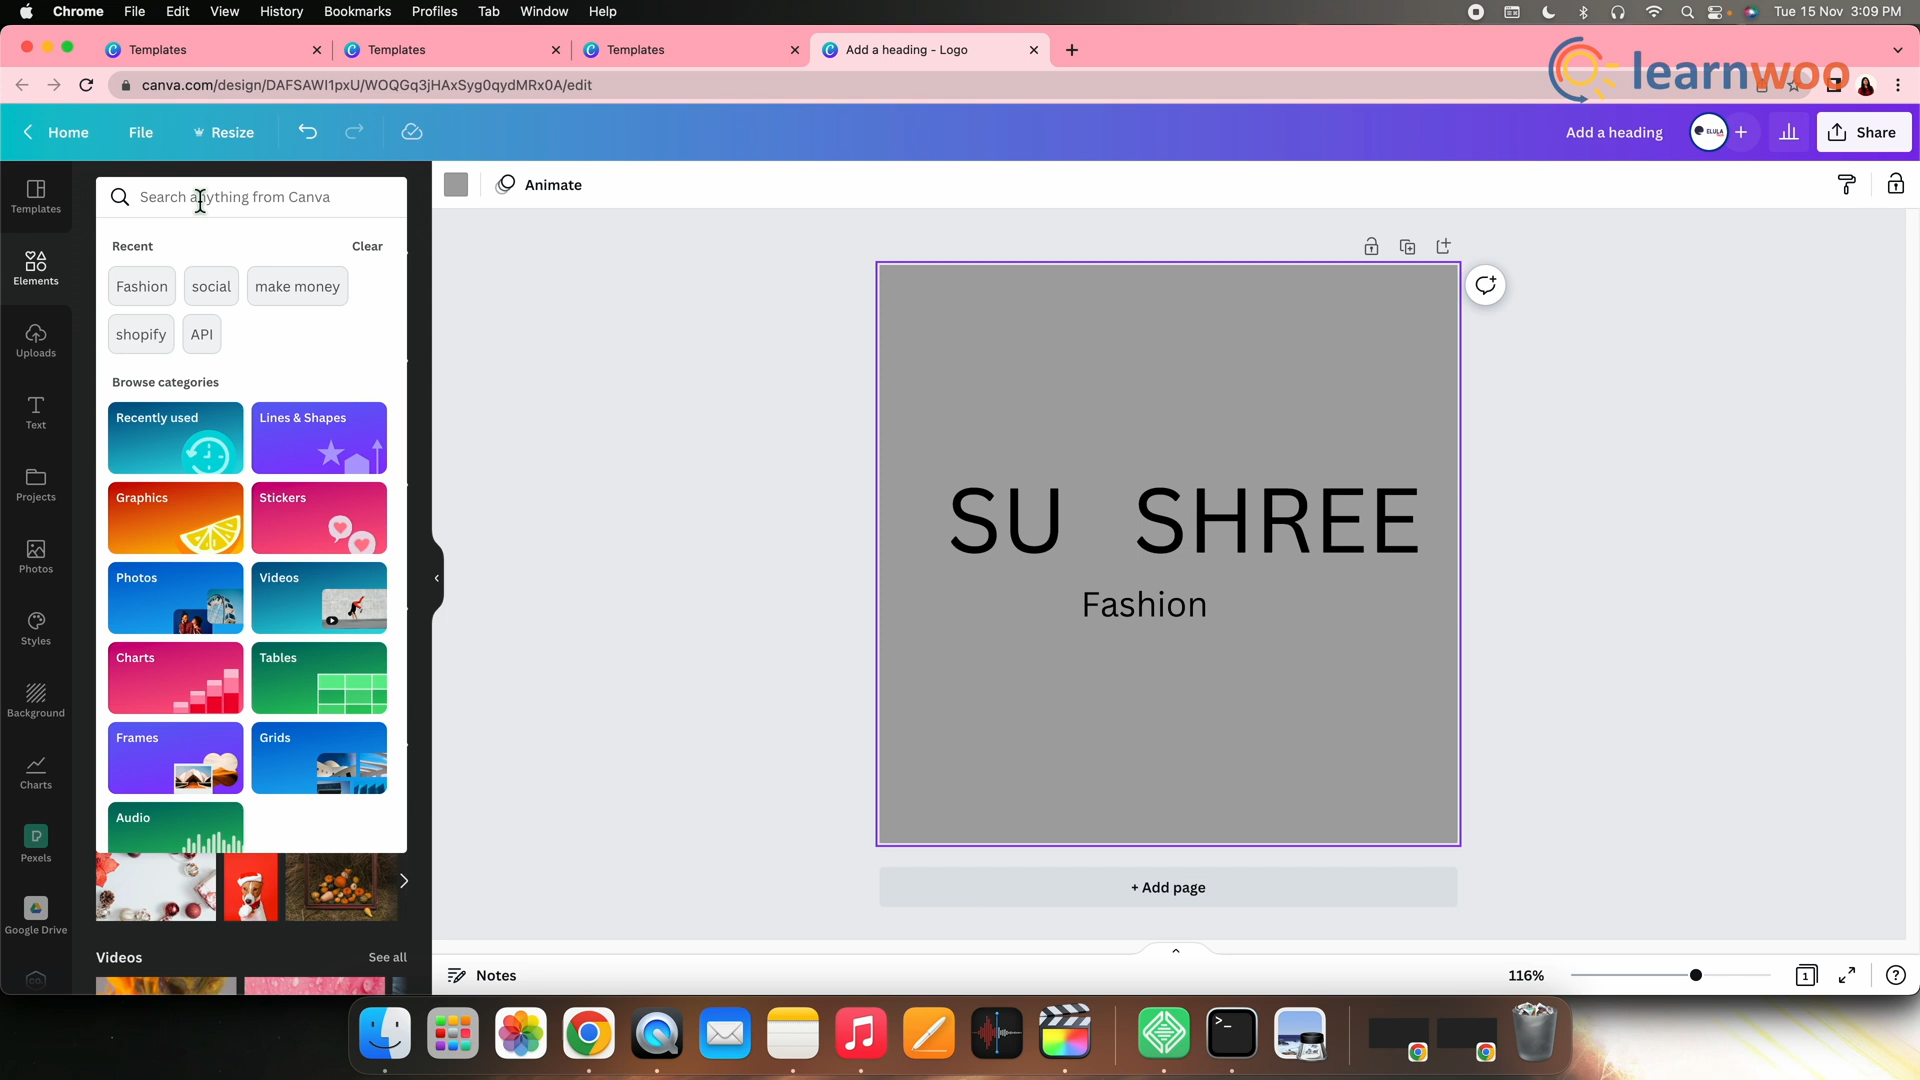 Chrome File Edit View History Bookmarks Profiles Tab Window Help Tue 15 Nov 3:09 PM
Templates Templates Templates Add a heading - Logo
learnwoo
canva.com/design/DAFSAWI1pxU/WOQGq3jHAxSyg0qydMRx0A/edit
Home File Resize Add a heading ELULA Share
Templates
Elements
Uploads
Text
Projects
Photos
Styles
Background
Charts
Pexels
Google Drive
Search anything from Canva
Recent Clear
Fashion social make money
shopify API
Browse categories
Recently used Lines & Shapes
Graphics Stickers
Photos Videos
Charts Tables
Frames Grids
Audio
Videos See all
Animate
SU SHREE
Fashion
+ Add page
Notes 116% 1